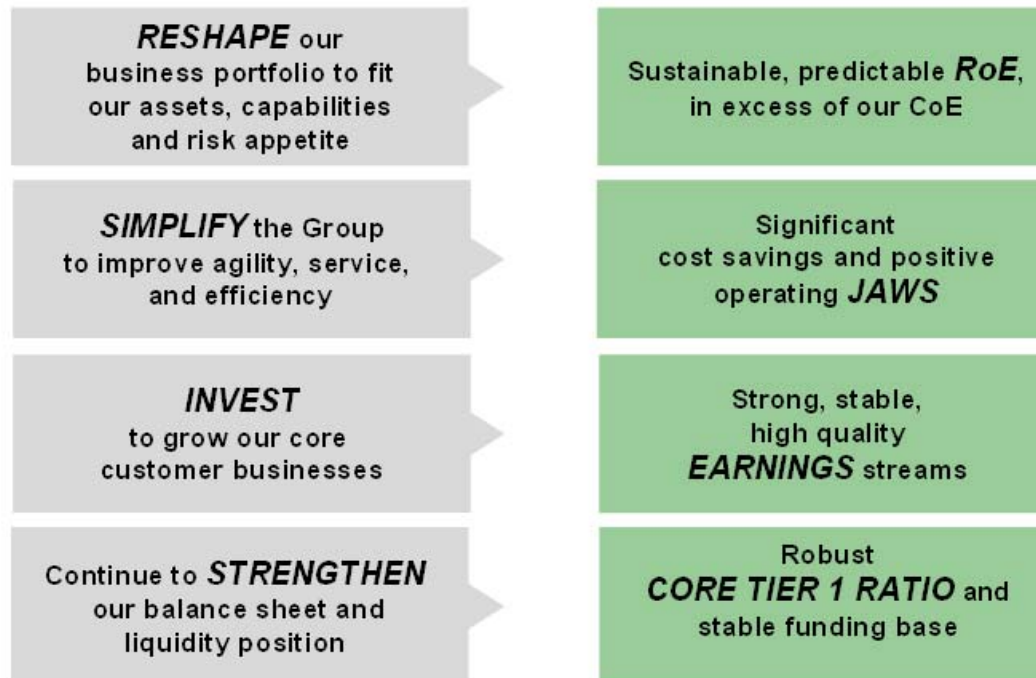 RESHAPE our
business portfolio to fit
our assets, capabilities
and risk appetite
Sustainable, predictable RoE,
in excess of our CoE
SIMPLIFY the Group
to improve agility, service,
and efficiency
Significant
cost savings and positive
operating JAWS
INVEST
to grow our core
customer businesses
Strong, stable,
high quality
EARNINGS streams
Continue to STRENGTHEN
our balance sheet and
liquidity position
Robust
CORE TIER 1 RATIO and
stable funding base